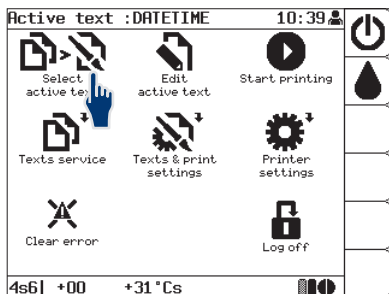 Active text :DATETIME 10:39
Select Edit Start printing
active text active text
Texts service Texts & print Printer
settings settings
Clear error Log off
4s6| +00 +31°Cs